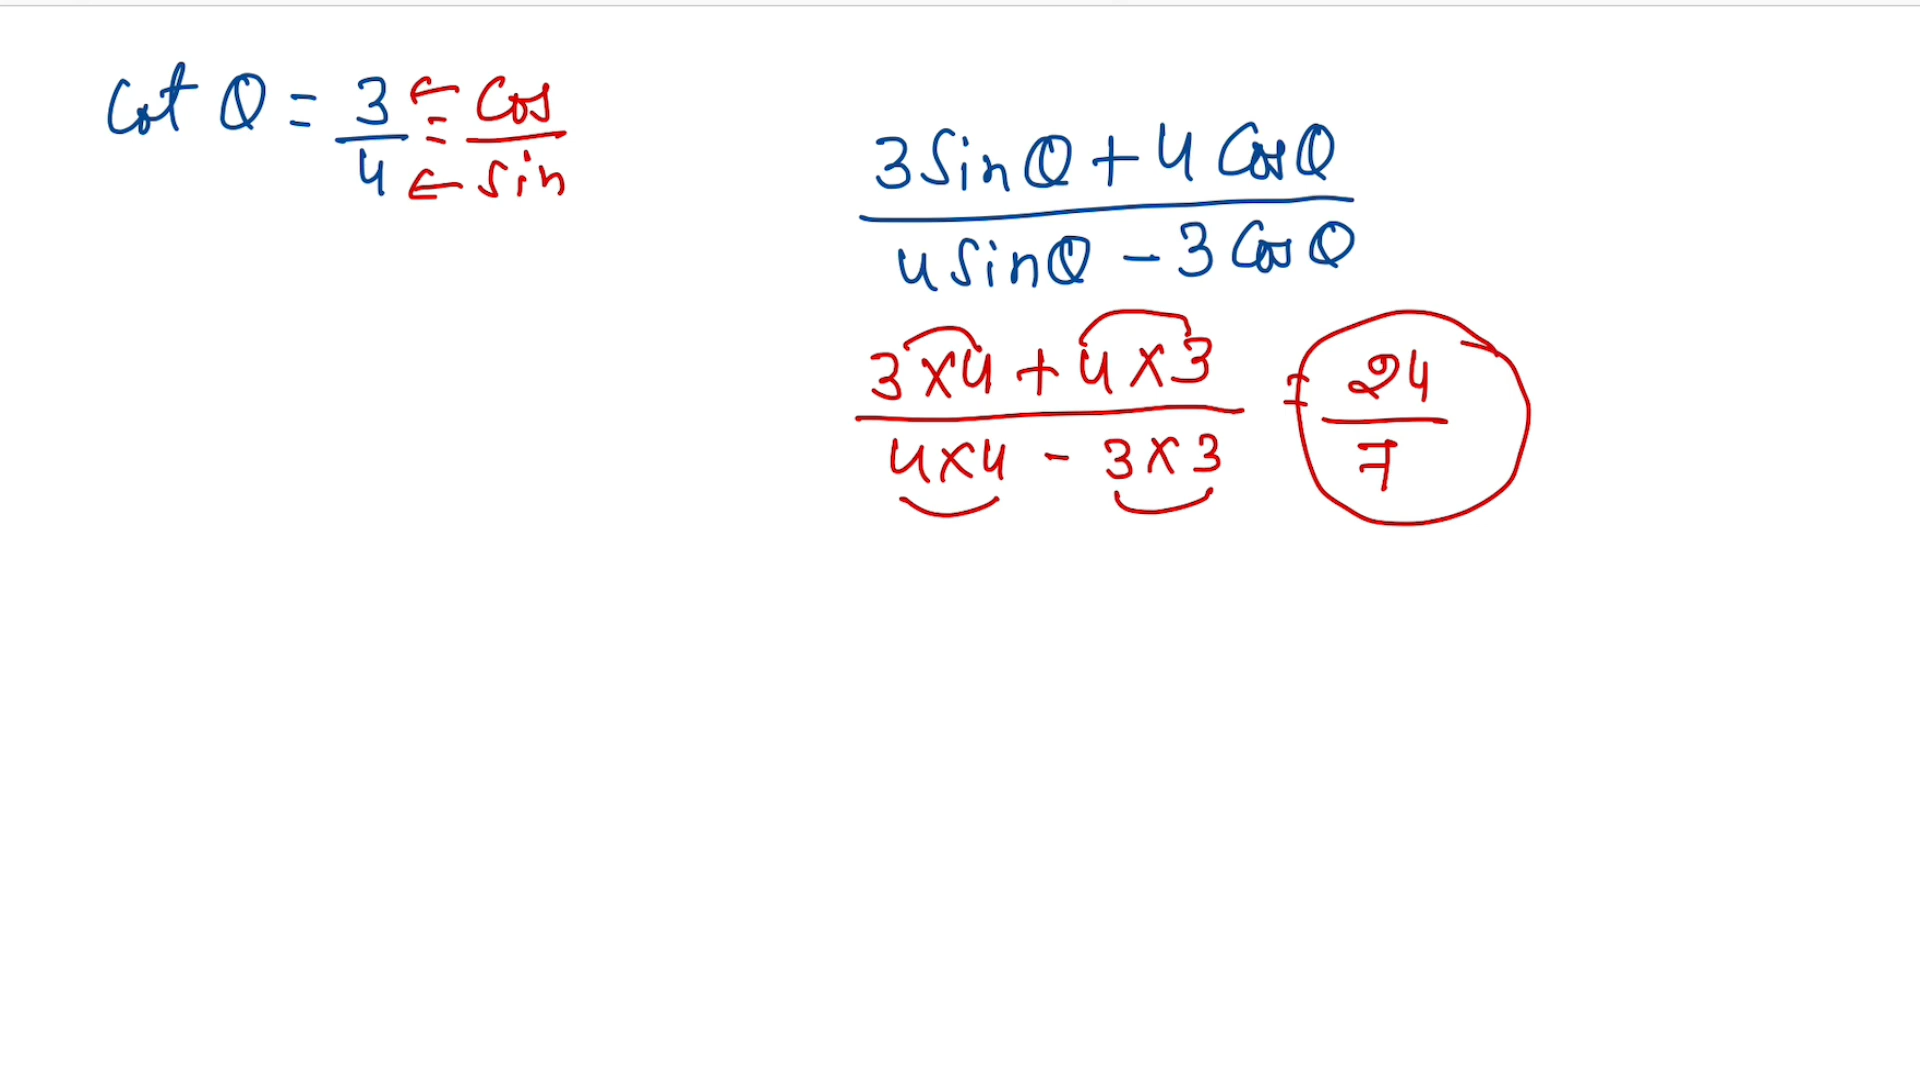 cot θ = 3/4 = cos/sin
(3 sin θ + 4 cos θ)/(4 sin θ - 3 cos θ)
(3×4 + 4×3)/(4×4 - 3×3) = 24/7